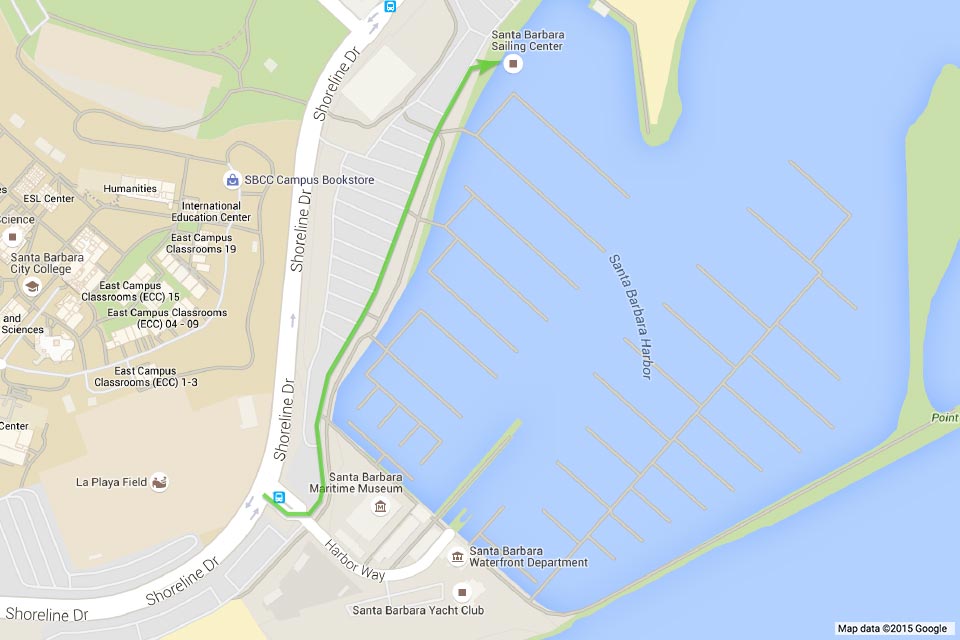 Santa Barbara
Sailing Center
Shoreline Dr
SBCC Campus Bookstore
Humanities
ESL Center
Science
International
Education Center
Shoreline Dr
East Campus
Classrooms 19
Santa Barbara
City College
East Campus
Classrooms (ECC) 15
East Campus Classrooms
(ECC) 04 - 09
and
Sciences
Santa Barbara Harbor
East Campus
Classrooms (ECC) 1-3
Shoreline Dr
Center
Point
La Playa Field
Santa Barbara
Maritime Museum
Harbor Way
Santa Barbara
Waterfront Department
Shoreline Dr
Shoreline Dr
Santa Barbara Yacht Club
Map data ©2015 Google